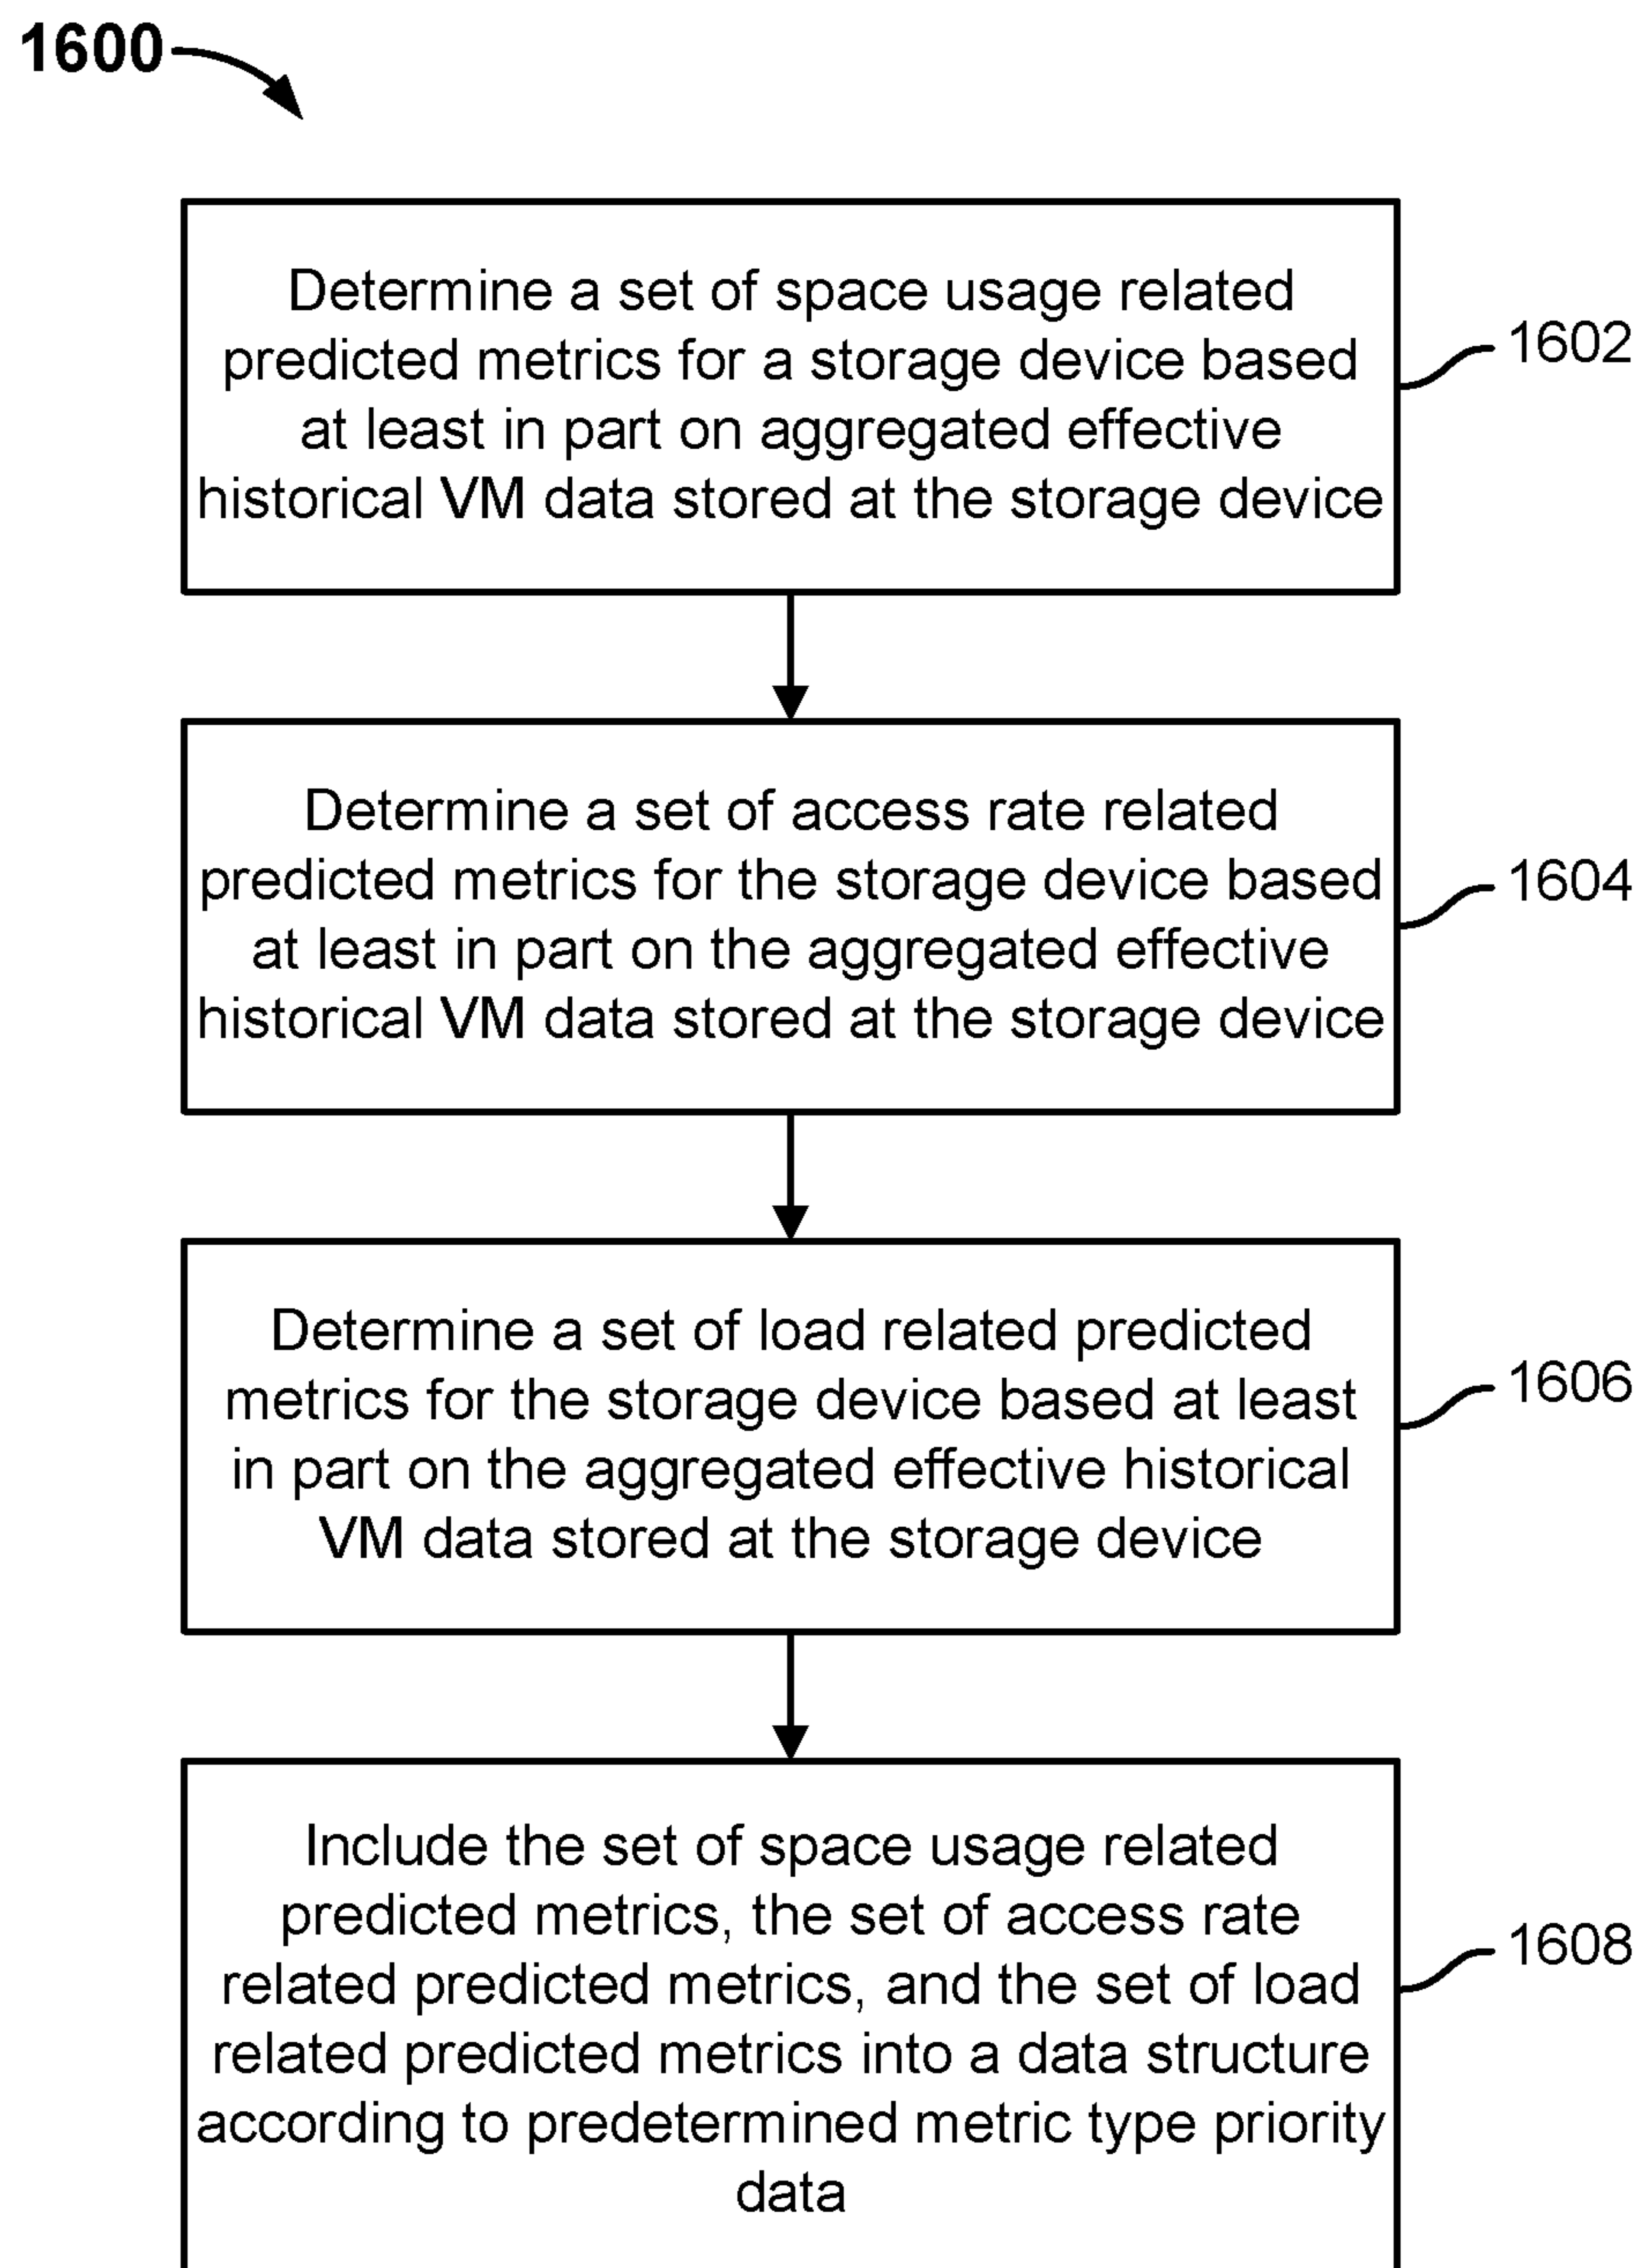 1600
Determine a set of space usage related
predicted metrics for a storage device based
at least in part on aggregated effective
historical VM data stored at the storage device
1602
Determine a set of access rate related
predicted metrics for the storage device based
at least in part on the aggregated effective
historical VM data stored at the storage device
1604
Determine a set of load related predicted
metrics for the storage device based at least
in part on the aggregated effective historical
VM data stored at the storage device
1606
Include the set of space usage related
predicted metrics, the set of access rate
related predicted metrics, and the set of load
related predicted metrics into a data structure
according to predetermined metric type priority
data
1608